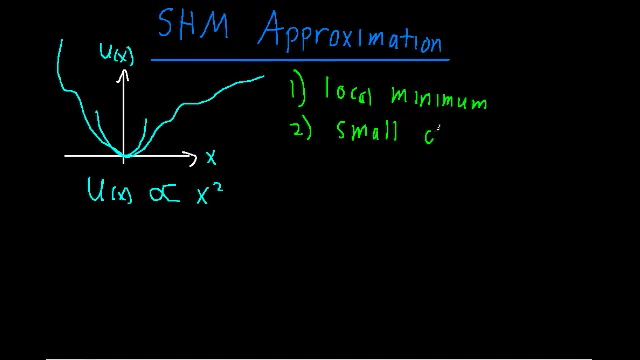 SHM Approximation
U(x)
x
U(x) ∝ x²
1) local minimum
2) small